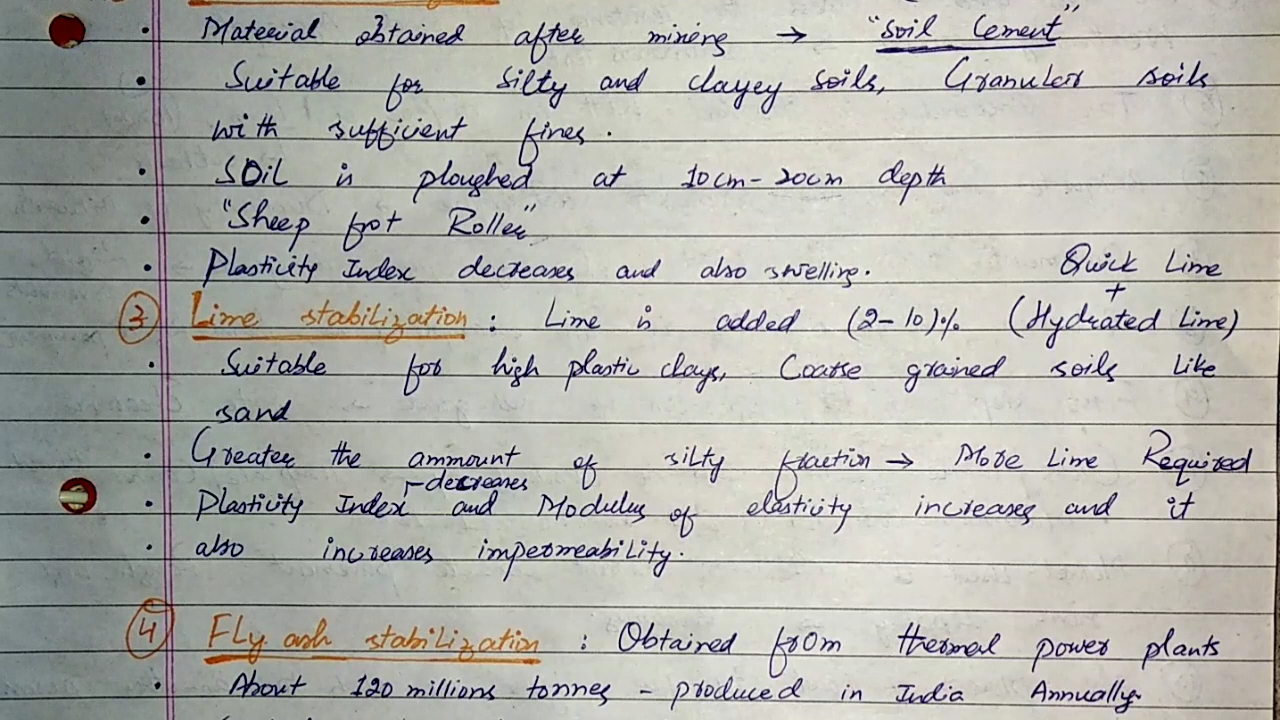 • Material obtained after mixing → "Soil Cement"
• Suitable for silty and clayey soils, Granular soils
with sufficient fines.
• Soil is ploughed at 10cm-20cm depth
• "Sheep foot Roller"
• Plasticity Index decreases and also swelling.
Quick Lime
+
③ Lime stabilization : Lime is added (2-10)% (Hydrated Lime)
• Suitable for high plastic clays, Coarse grained soils like
sand
• Greater the ammount of silty fraction → More Lime Required
decreases
• Plasticity Index and Modulus of elasticity increases and it
• also increases impermeability.
④ Fly ash stabilization : Obtained from thermal power plants
• About 120 millions tonnes - produced in India Annually